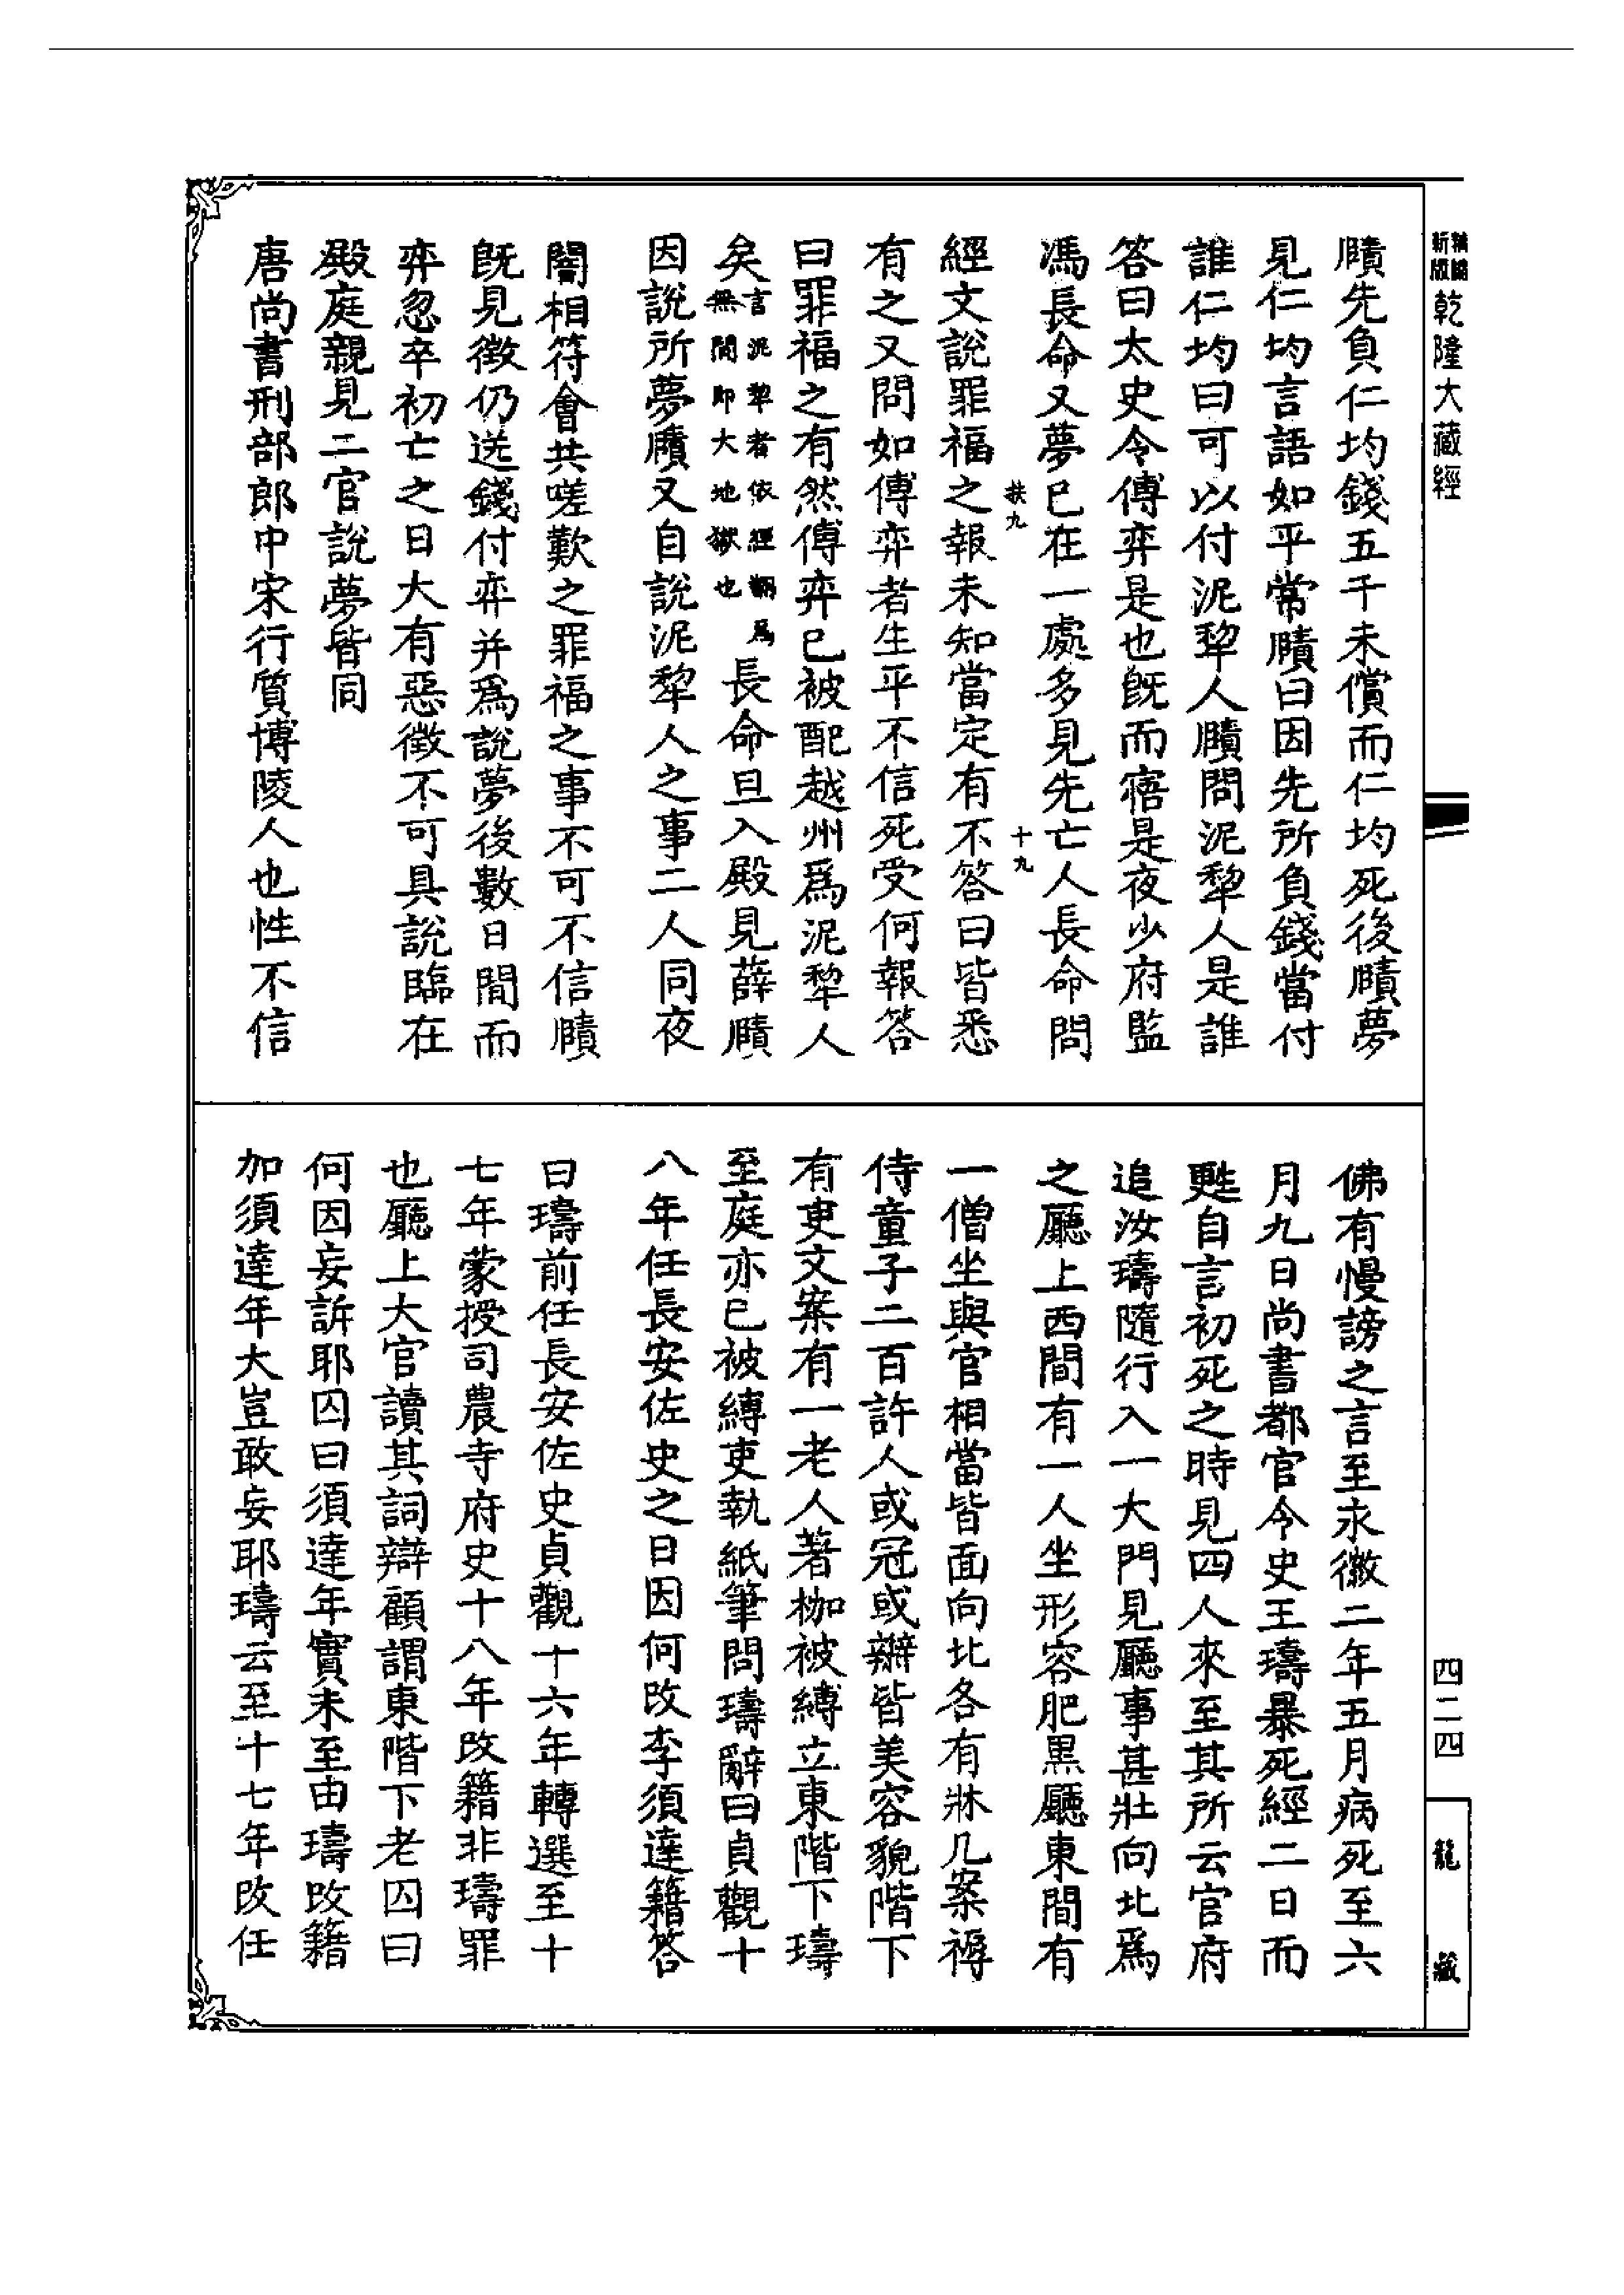 精縮新版乾隆大藏經
賾先負仁均錢五千未償而仁均死後賾夢
見仁均言語如平常賾曰因先所負錢當付
誰仁均曰可以付泥犂人賾問泥犂人是誰
答曰太史令傅弈是也旣而寤是夜少府監
馮長命又夢已在一處多見先亡人長命問
扶九
十九
經文說罪福之報未知當定有不答曰皆悉
有之又問如傅弈者生平不信死受何報答
曰罪福之有然傅弈已被配越州爲泥犂人
矣言泥犂者依經翻爲無間即大地獄也長命旦入殿見薛賾
因說所夢賾又自說泥犂人之事二人同夜
闇相符會共嗟歎之罪福之事不可不信賾
旣見徵仍送錢付弈并爲說夢後數日間而
弈忽卒初亡之日大有惡徵不可具說臨在
殿庭親見二官說夢皆同
唐尚書刑部郎中宋行質博陵人也性不信
佛有慢謗之言至永徽二年五月病死至六
月九日尚書都官令史王璹暴死經二日而
甦自言初死之時見四人來至其所云官府
追汝璹隨行入一大門見廳事甚壯向北爲
之廳上西間有一人坐形容肥黑廳東間有
一僧坐與官相當皆面向北各有牀几案褥
侍童子二百許人或冠或辮皆美容貌階下
有吏文案有一老人著枷被縛立東階下璹
至庭亦已被縛吏執紙筆問璹辭曰貞觀十
八年任長安佐史之日因何改李須達籍答
曰璹前任長安佐史貞觀十六年轉選至十
七年蒙授司農寺府史十八年改籍非璹罪
也廳上大官讀其詞辯顧謂東階下老囚曰
何因妄訴耶囚曰須達年實未至由璹改籍
加須達年大豈敢妄耶璹云至十七年改任
四二四
龍藏